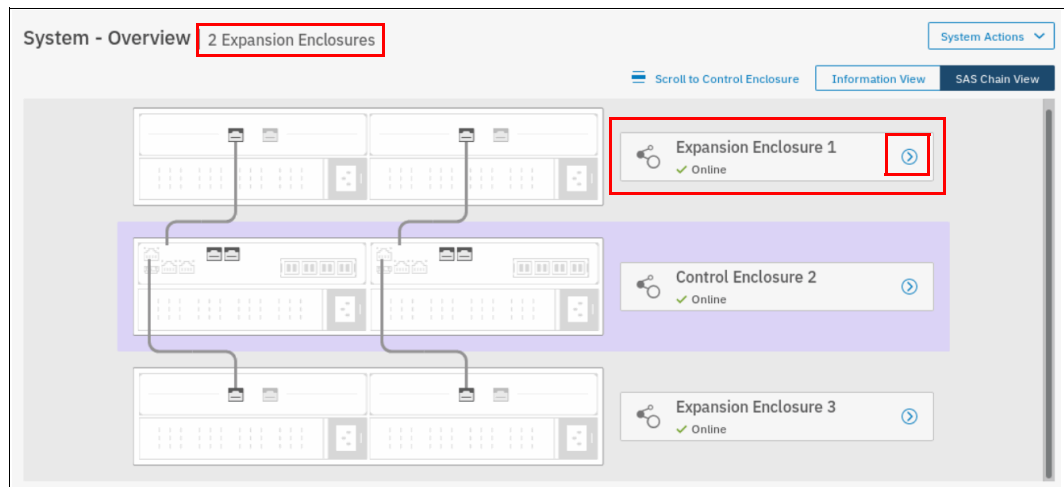 System - Overview 2 Expansion Enclosures
System Actions
Scroll to Control Enclosure Information View SAS Chain View
Expansion Enclosure 1
Online
Control Enclosure 2
Online
Expansion Enclosure 3
Online